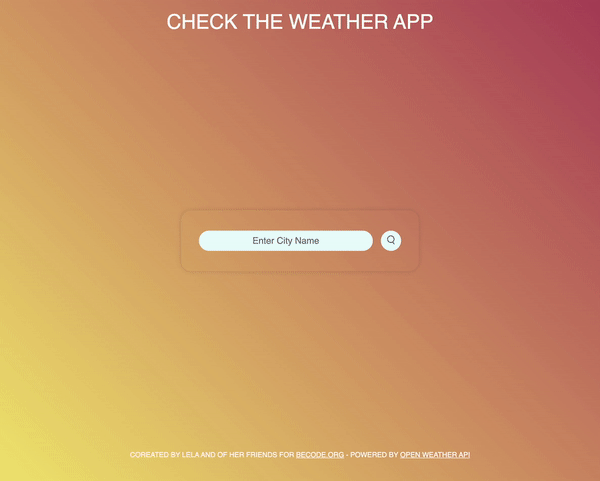 CHECK THE WEATHER APP
Enter City Name
COREATED BY LELA AND OF HER FRIENDS FOR BECODE.ORG - POWERED BY OPEN WEATHER API